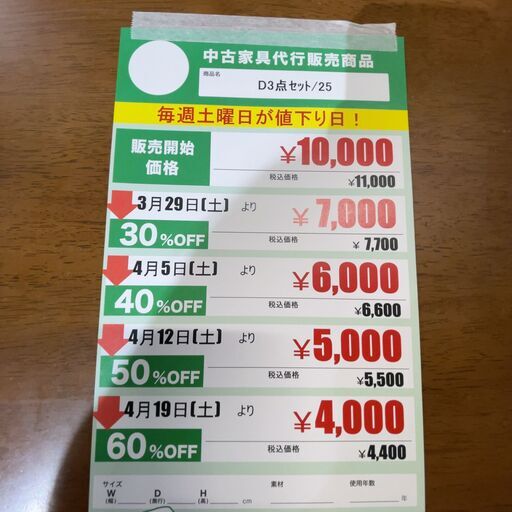 中古家具代行販売商品
商品名
D3点セット/25
毎週土曜日が値下り日！
販売開始価格
¥10,000
税込価格 ¥11,000
3月29日(土) より ¥7,000
30%OFF ¥7,700
4月5日(土) より ¥6,000
40%OFF 税込価格 ¥6,600
4月12日(土) より ¥5,000
50%OFF 税込価格 ¥5,500
4月19日(土) より ¥4,000
60%OFF 税込価格 ¥4,400
サイズ 素材 使用年数
W D H
(幅) (奥行) (高) cm 年